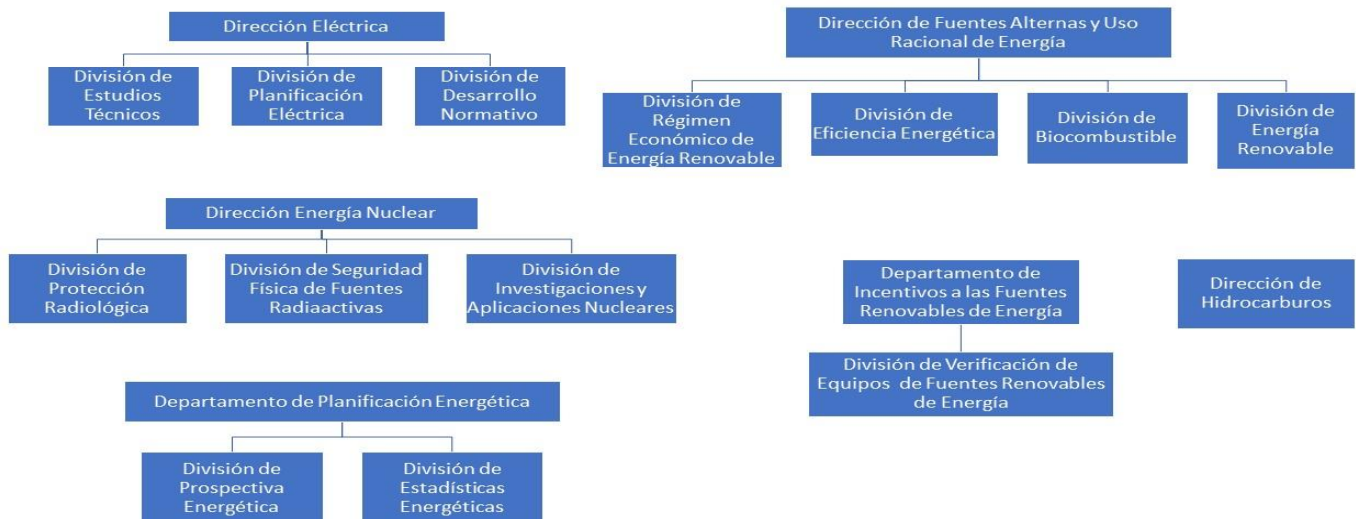 Dirección Eléctrica
División de
Estudios
Técnicos
División de
Planificación
Eléctrica
División de
Desarrollo
Normativo
Dirección de Fuentes Alternas y Uso
Racional de Energía
División de
Régimen
Económico de
Energía Renovable
División de
Eficiencia Energética
División de
Biocombustible
División de
Energía
Renovable
Dirección Energía Nuclear
División de
Protección
Radiológica
División de Seguridad
Física de Fuentes
Radiaactivas
División de
Investigaciones y
Aplicaciones Nucleares
Departamento de
Incentivos a las Fuentes
Renovables de Energía
División de Verificación de
Equipos de Fuentes Renovables
de Energía
Dirección de
Hidrocarburos
Departamento de Planificación Energética
División de
Prospectiva
Energética
División de
Estadísticas
Energéticas